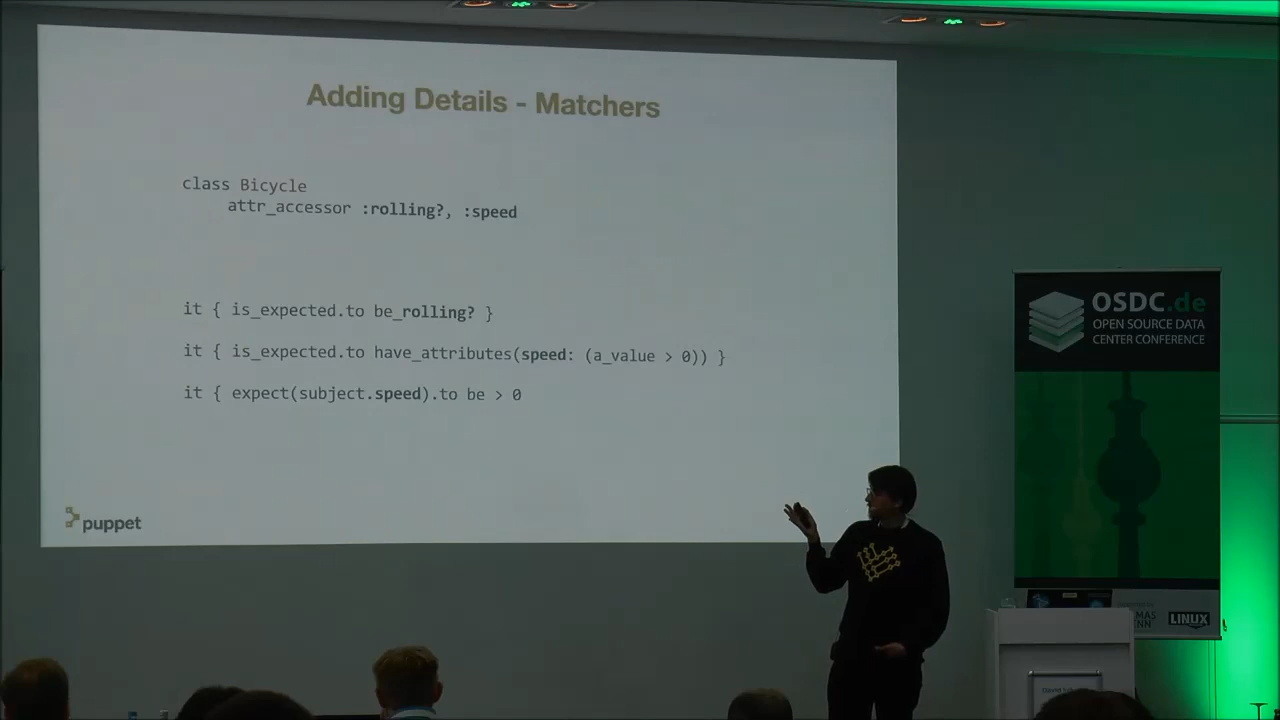 Adding Details - Matchers
class Bicycle
attr_accessor :rolling?, :speed
it { is_expected.to be_rolling? }
it { is_expected.to have_attributes(speed: (a_value > 0)) }
it { expect(subject.speed).to be > 0
puppet
OSDC.de
OPEN SOURCE DATA
CENTER CONFERENCE
LINUX